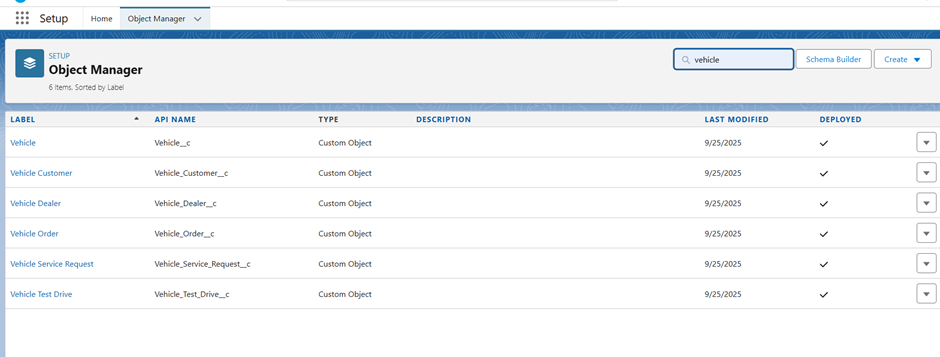 Setup Home Object Manager
SETUP
Object Manager
6 Items, Sorted by Label
vehicle Schema Builder Create
LABEL API NAME TYPE DESCRIPTION LAST MODIFIED DEPLOYED
Vehicle Vehicle__c Custom Object 9/25/2025
Vehicle Customer Vehicle_Customer__c Custom Object 9/25/2025
Vehicle Dealer Vehicle_Dealer__c Custom Object 9/25/2025
Vehicle Order Vehicle_Order__c Custom Object 9/25/2025
Vehicle Service Request Vehicle_Service_Request__c Custom Object 9/25/2025
Vehicle Test Drive Vehicle_Test_Drive__c Custom Object 9/25/2025